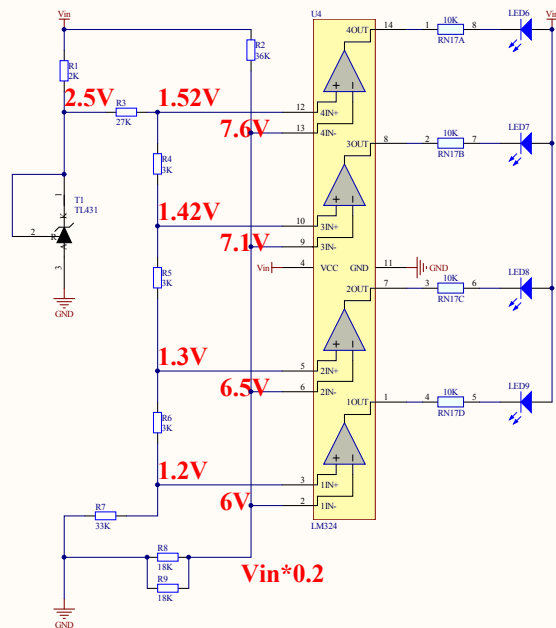 Vin
U4
LED6
Vin
14
1
10K
8
4OUT
RN17A
R1
2K
R2
36K
2.5V
R3
27K
1.52V
12
4IN+
7.6V
13
4IN-
LED7
3OUT
8
2
10K
7
RN17B
R4
3K
1
T1
TL431
K
2
R
A
3
GND
1.42V
10
3IN+
7.1V
9
3IN-
Vin
4
VCC
GND
11
GND
R5
3K
LED8
2OUT
7
3
10K
6
RN17C
1.3V
5
2IN+
6.5V
6
2IN-
LED9
1OUT
1
4
10K
5
RN17D
R6
3K
1.2V
3
1IN+
6V
2
1IN-
R7
33K
LM324
R8
18K
R9
18K
Vin*0.2
GND